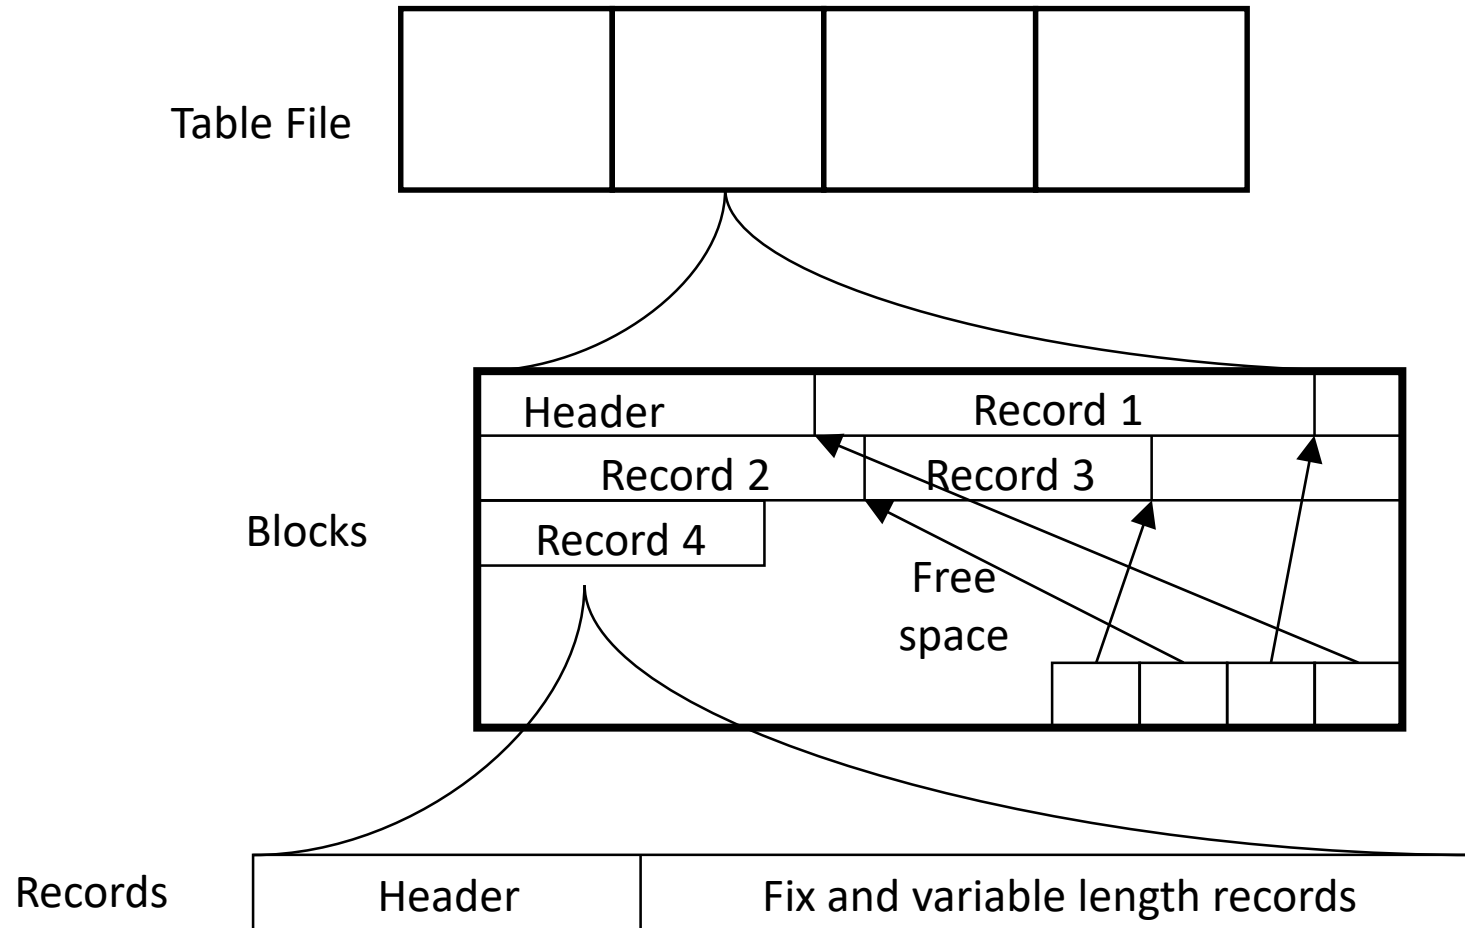 Table File
Header
Record 1
Record 2
Record 3
Blocks
Record 4
Free
space
Records
Header
Fix and variable length records